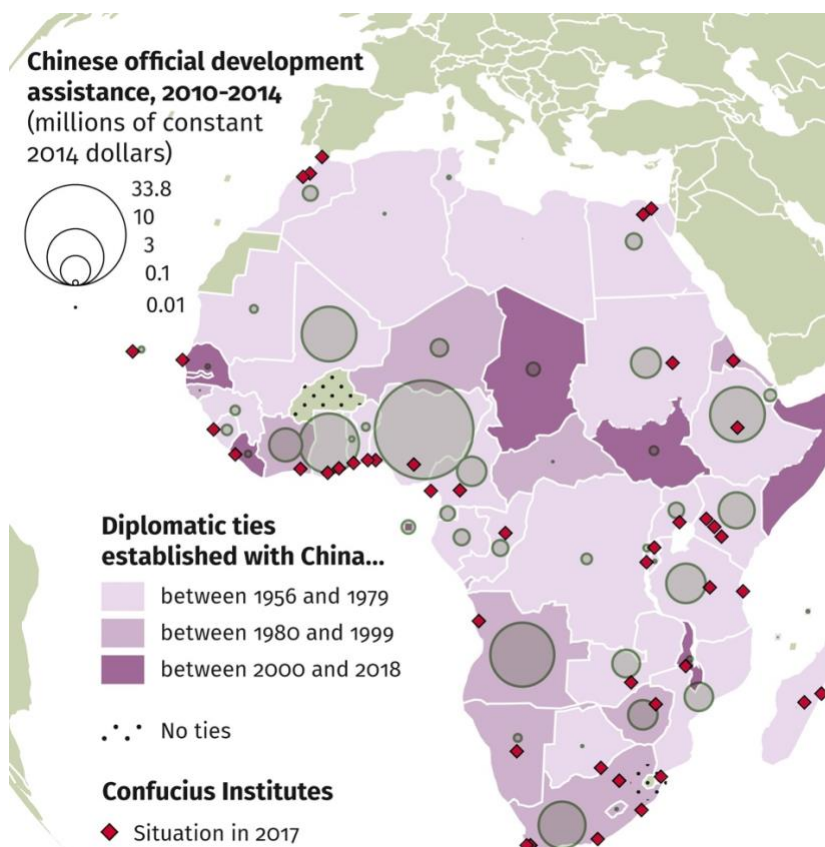 Chinese official development
assistance, 2010-2014
(millions of constant
2014 dollars)
33.8
10
3
0.1
0.01
Diplomatic ties
established with China...
between 1956 and 1979
between 1980 and 1999
between 2000 and 2018
No ties
Confucius Institutes
Situation in 2017